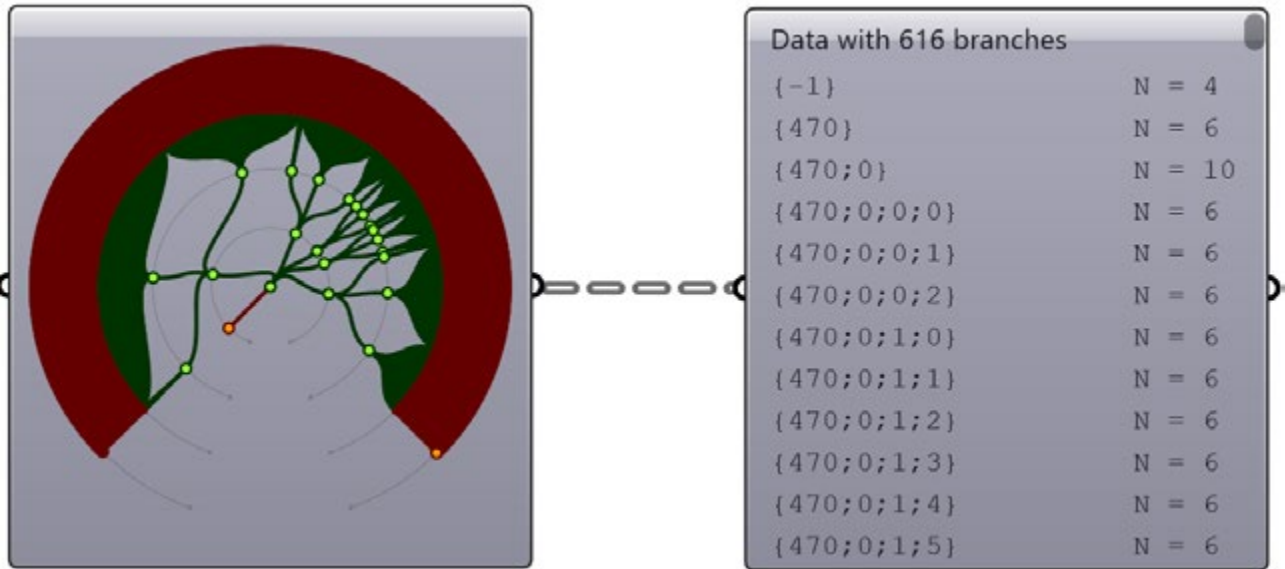 Data with 616 branches
{-1} N = 4
{470} N = 6
{470;0} N = 10
{470;0;0;0} N = 6
{470;0;0;1} N = 6
{470;0;0;2} N = 6
{470;0;1;0} N = 6
{470;0;1;1} N = 6
{470;0;1;2} N = 6
{470;0;1;3} N = 6
{470;0;1;4} N = 6
{470;0;1;5} N = 6